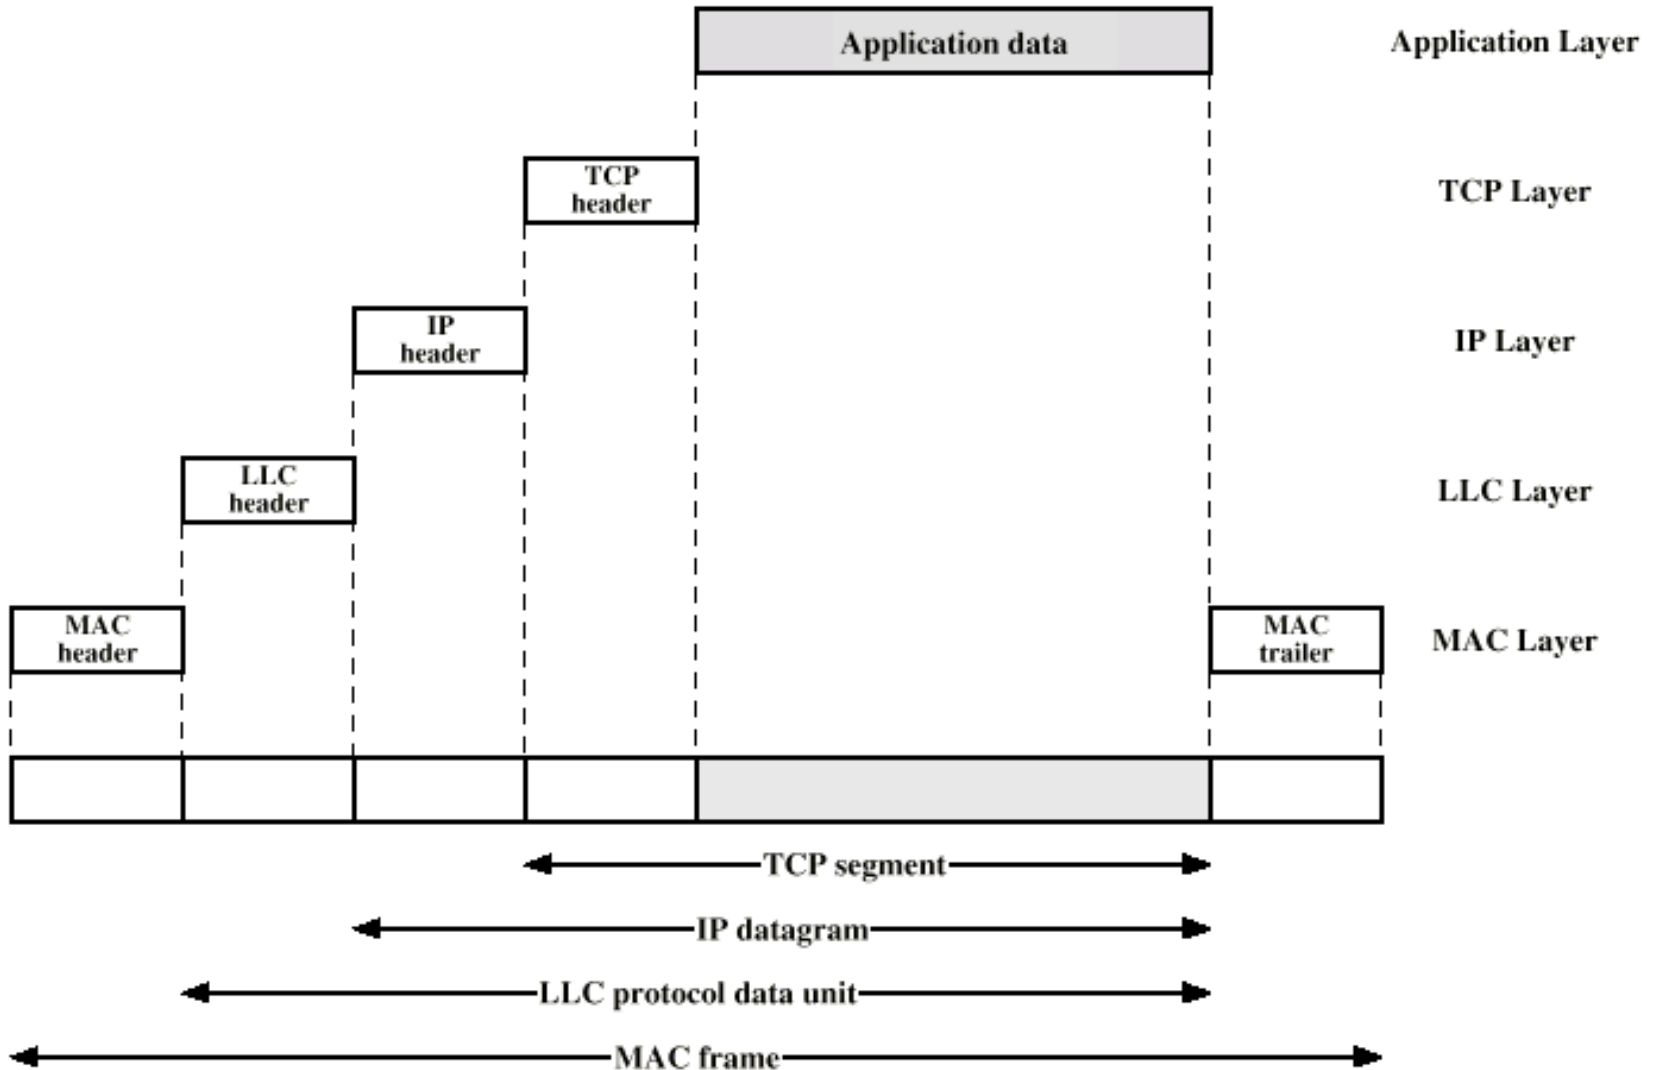 Application data
Application Layer
TCP
header
TCP Layer
IP
header
IP Layer
LLC
header
LLC Layer
MAC
header
MAC
trailer
MAC Layer
TCP segment
IP datagram
LLC protocol data unit
MAC frame